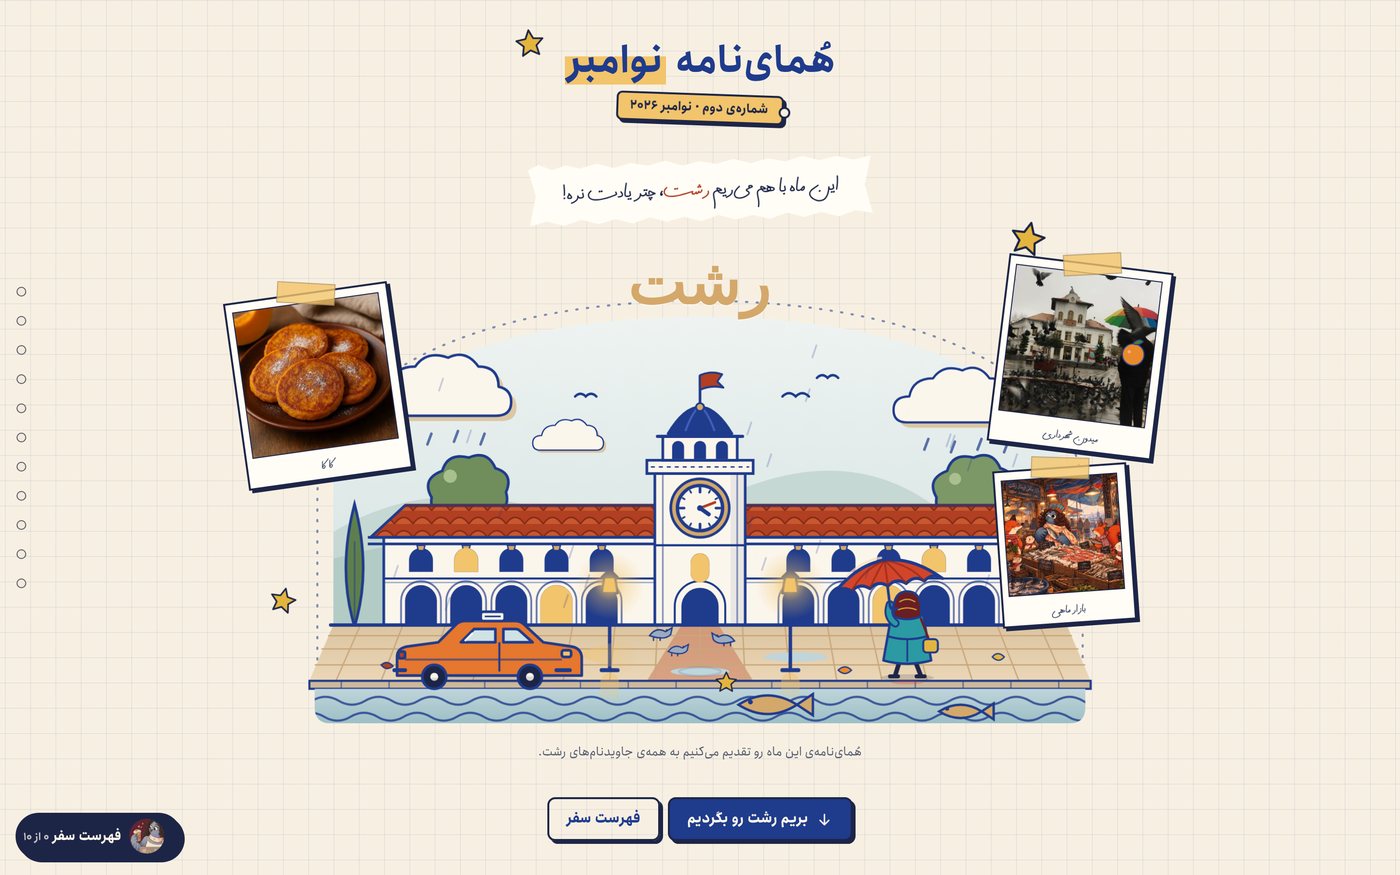 هُمای‌نامه نوامبر
شماره‌ی دوم · نوامبر ۲۰۲۶
این ماه با هم می‌ریم رشت، چتر یادت نره!
رشت
میدون شهرداری
کاکا
بازار ماهی
هُمای‌نامه‌ی این ماه رو تقدیم می‌کنیم به همه‌ی جاویدنام‌های رشت.
بریم رشت رو بگردیم ↓
فهرست سفر
فهرست سفر ۰ از ۱۰